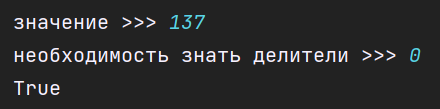 значение >>> 137
необходимость знать делители >>> 0
True